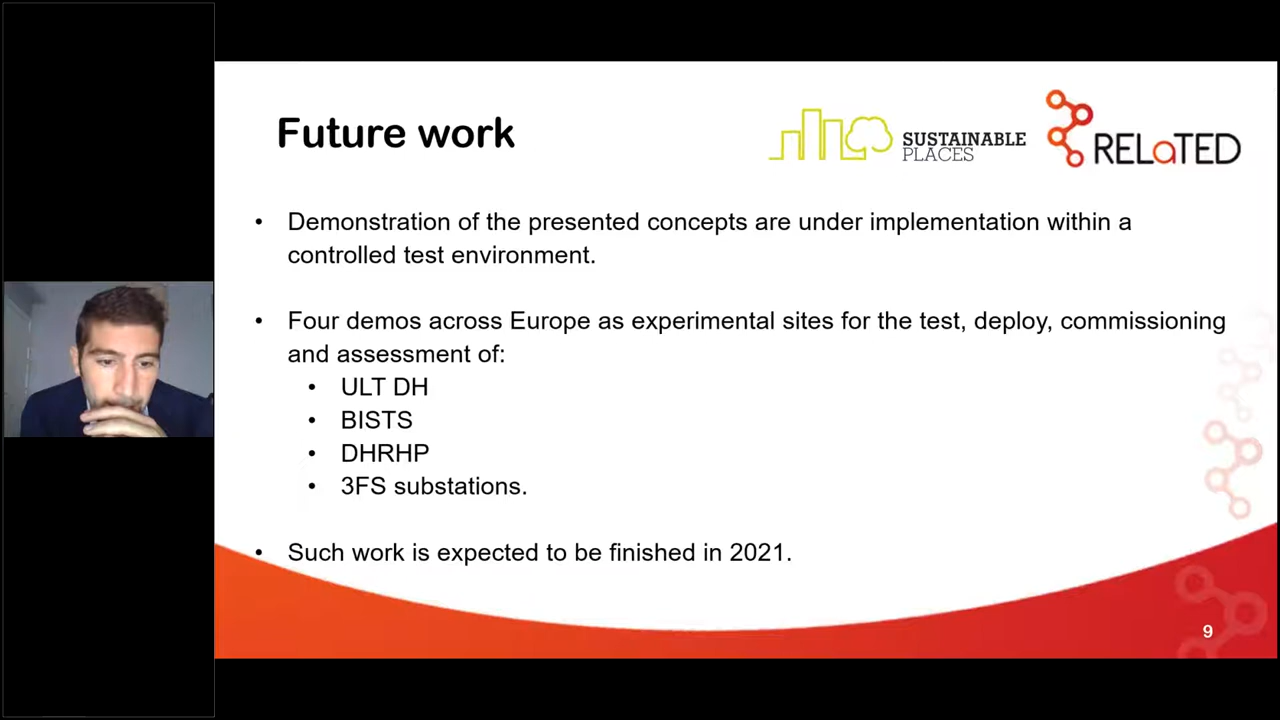 Future work
SUSTAINABLE
PLACES
RELaTED
• Demonstration of the presented concepts are under implementation within a
controlled test environment.
• Four demos across Europe as experimental sites for the test, deploy, commissioning
and assessment of:
• ULT DH
• BISTS
• DHRHP
• 3FS substations.
• Such work is expected to be finished in 2021.
9